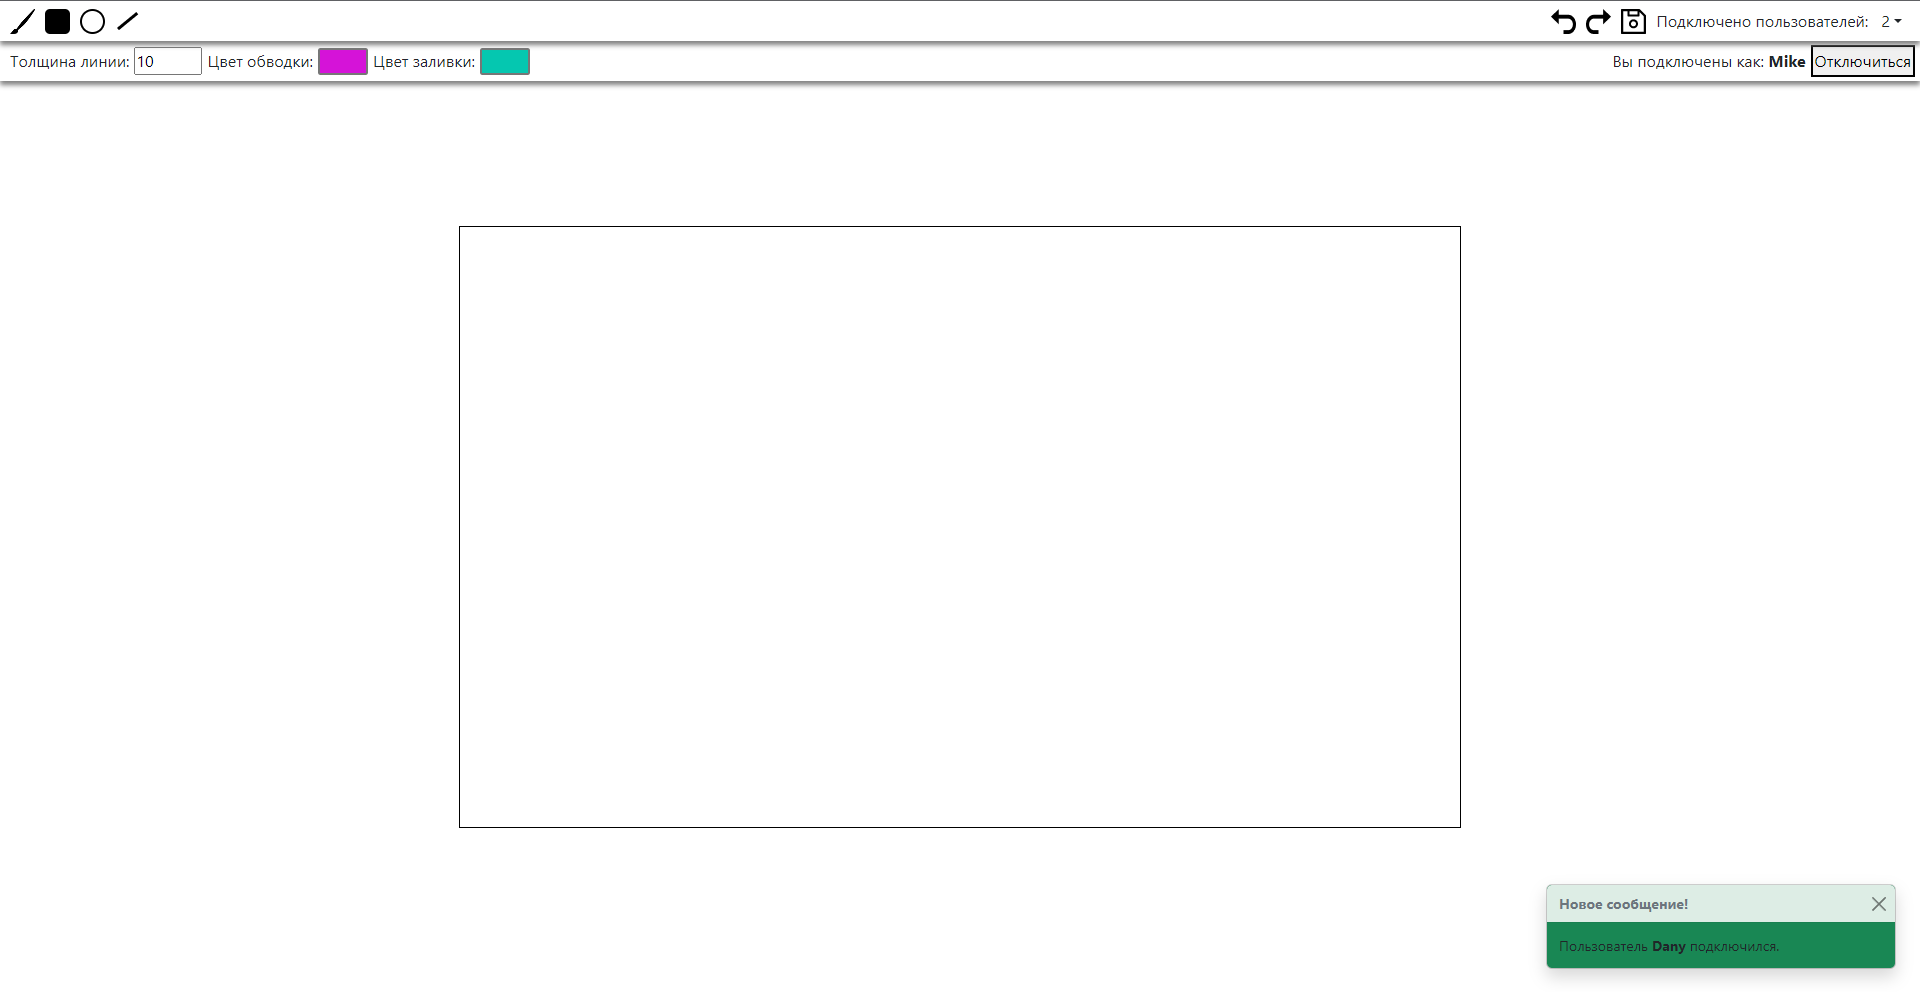 Подключено пользователей: 2
Толщина линии: 10 Цвет обводки: Цвет заливки: Вы подключены как: Mike Отключиться
Новое сообщение!
Пользователь Dany подключился.